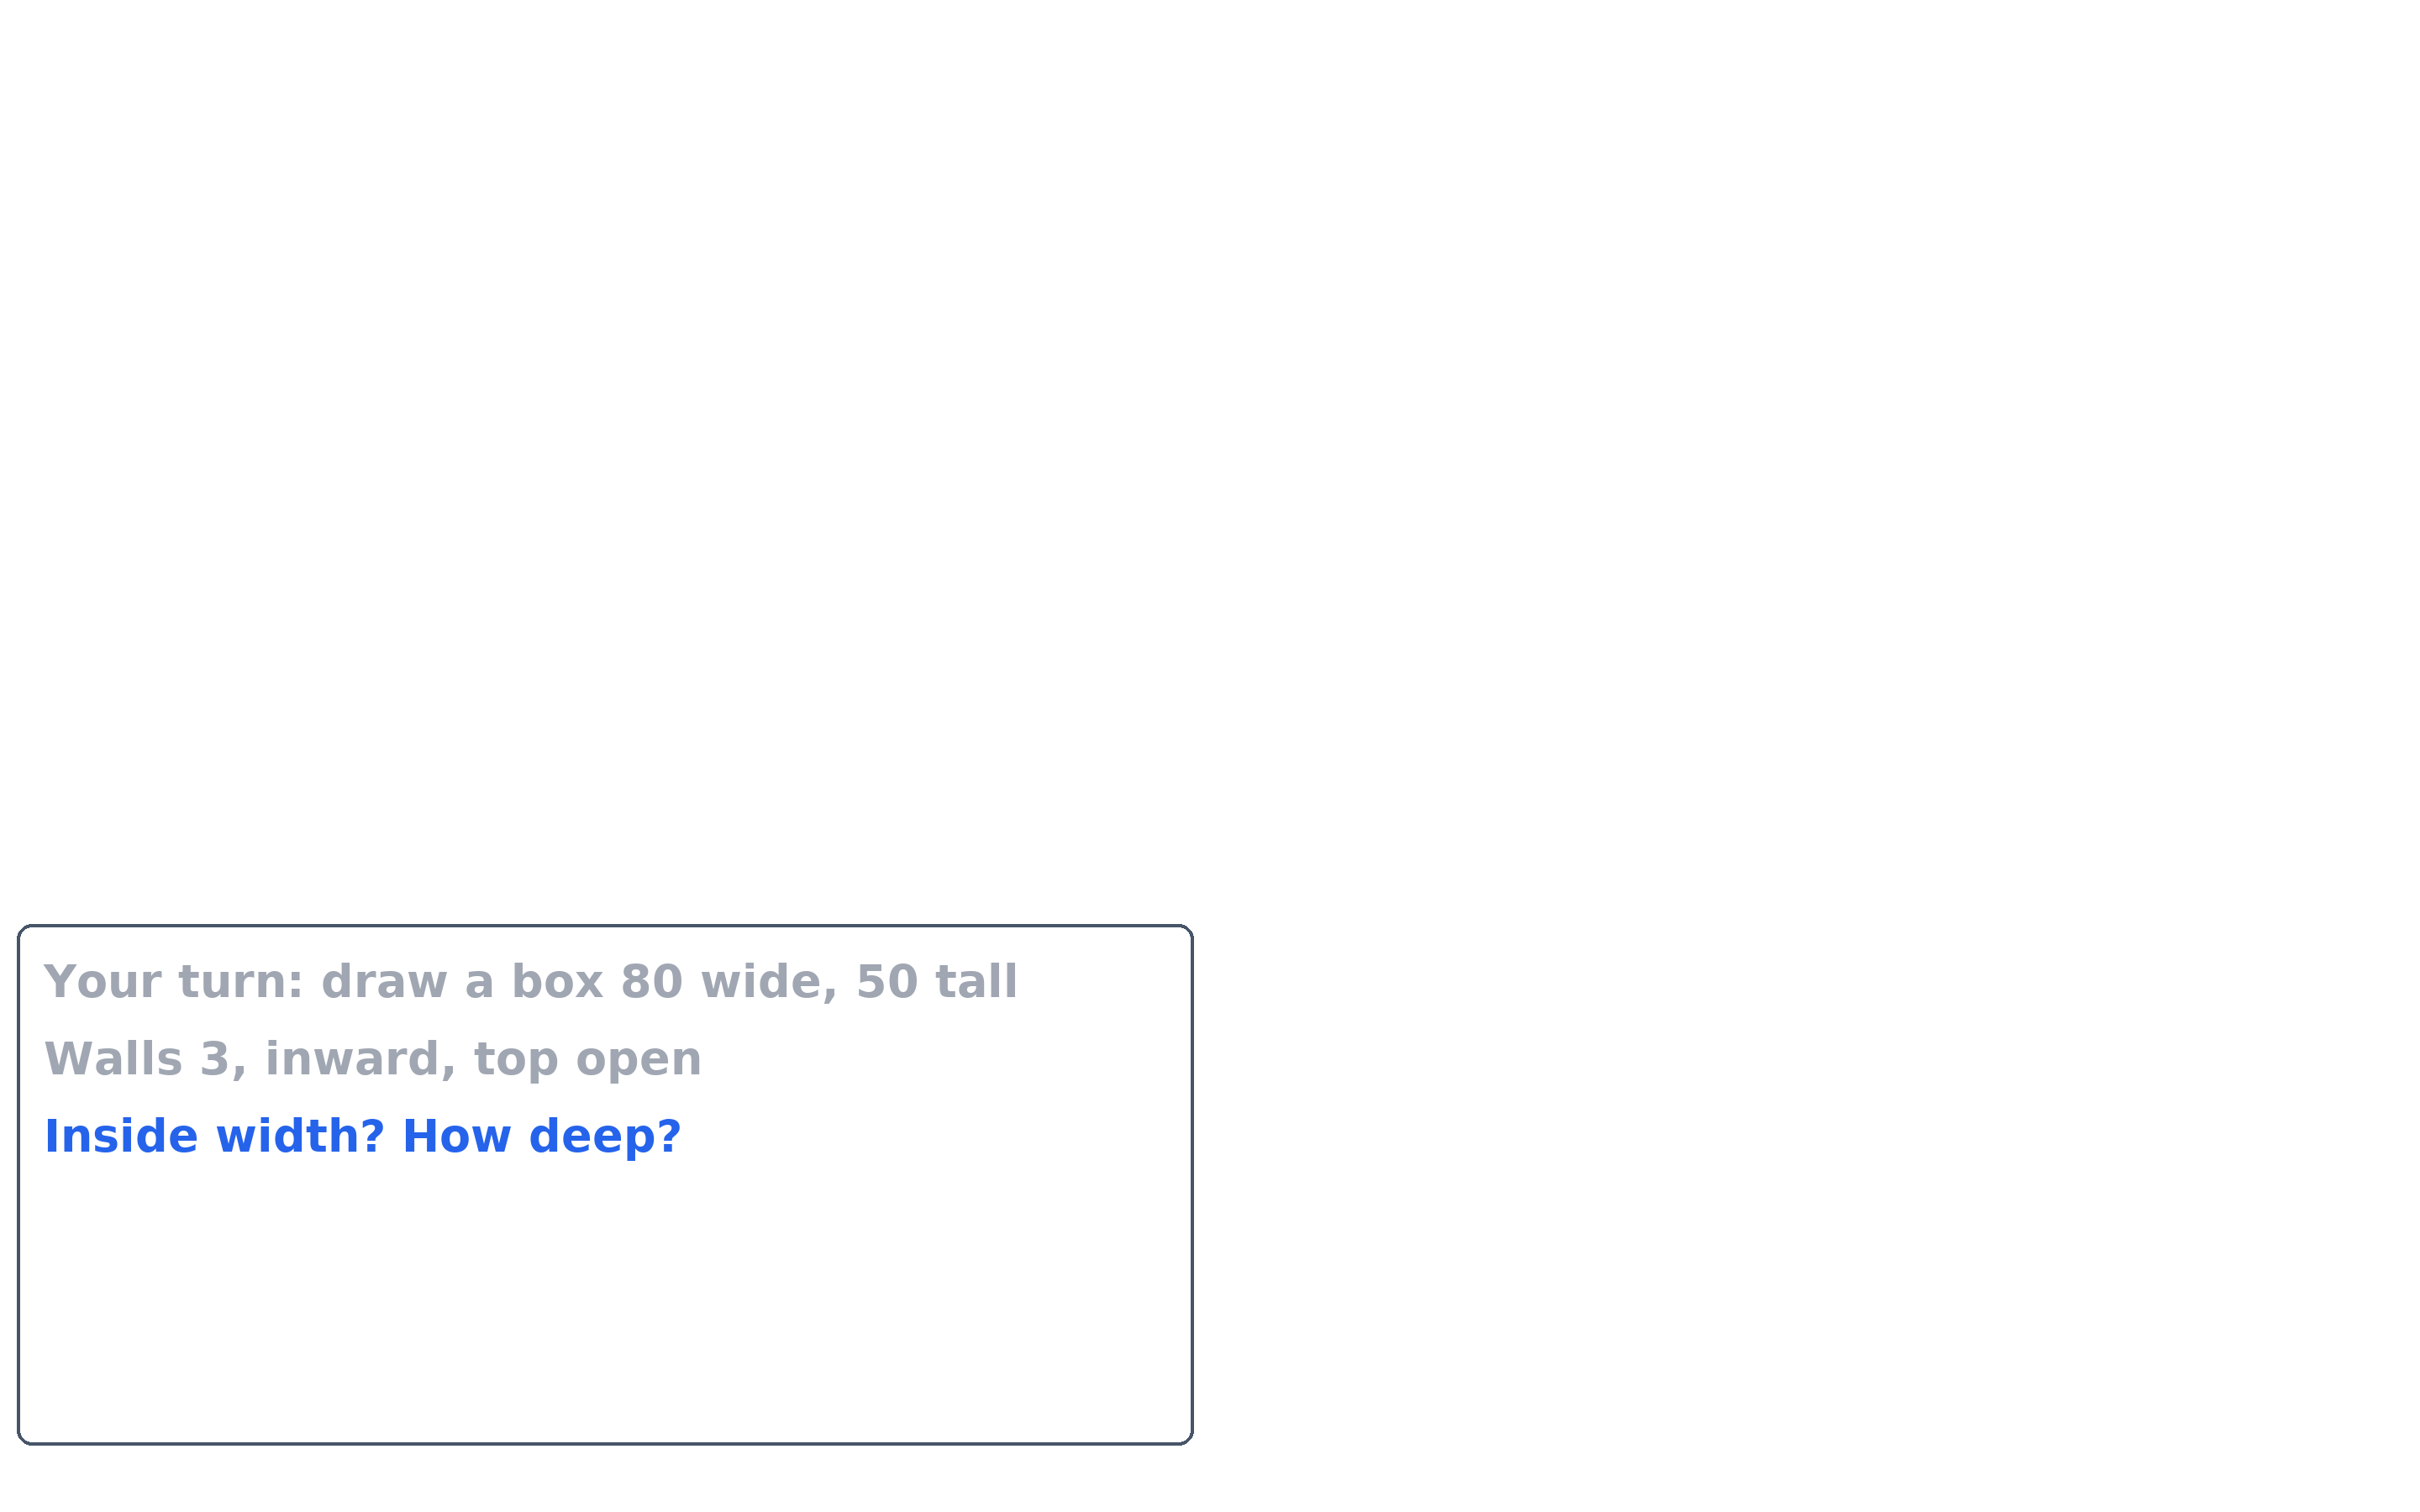 Your turn: draw a box 80 wide, 50 tall
Walls 3, inward, top open
Inside width? How deep?